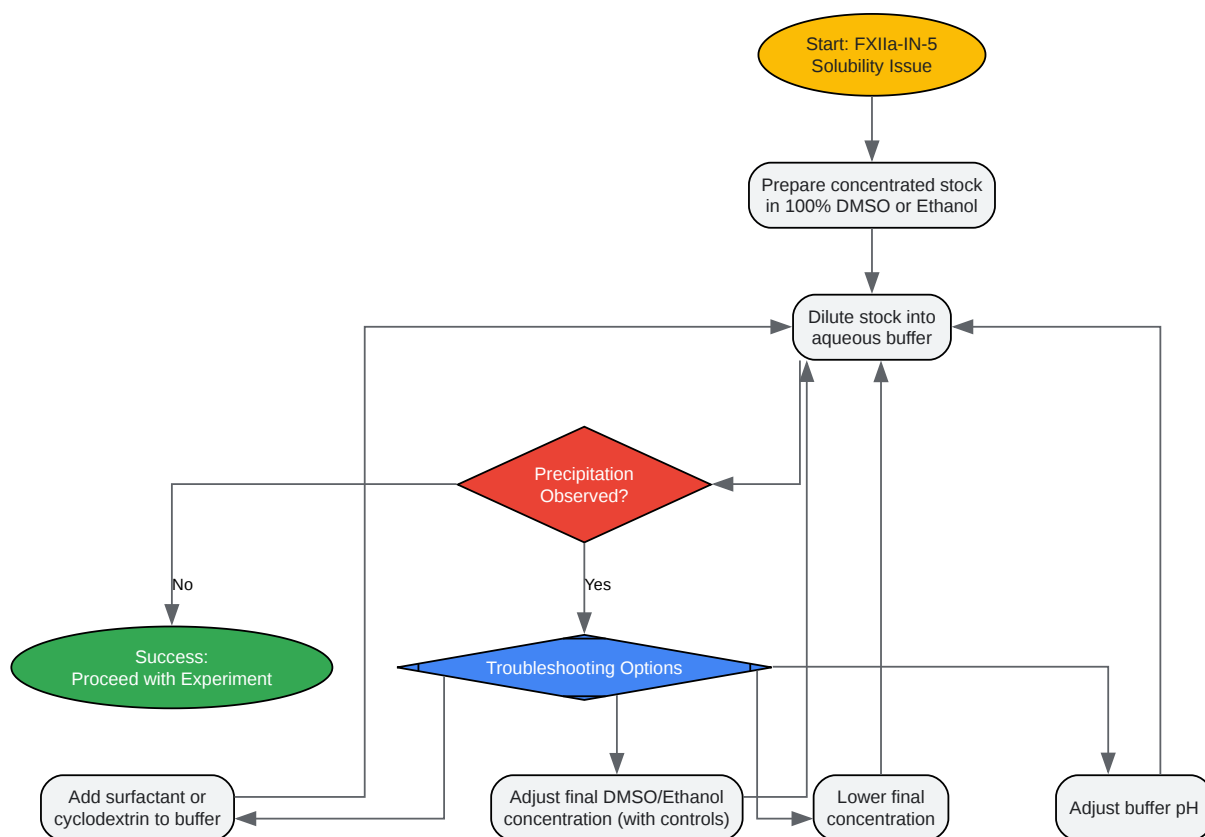 Start: FXIIa-IN-5
Solubility Issue
Prepare concentrated stock
in 100% DMSO or Ethanol
Dilute stock into
aqueous buffer
Precipitation
Observed?
No
Yes
Success:
Proceed with Experiment
Troubleshooting Options
Add surfactant or
cyclodextrin to buffer
Adjust final DMSO/Ethanol
concentration (with controls)
Lower final
concentration
Adjust buffer pH